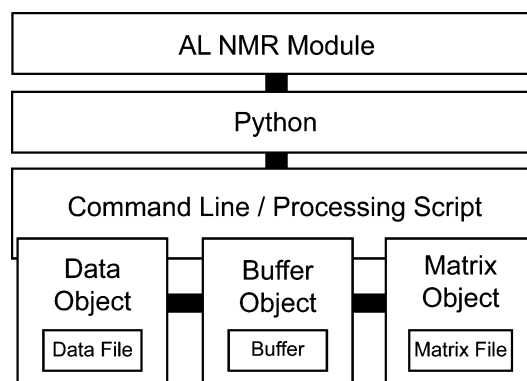 AL NMR Module
Python
Command Line / Processing Script
Data
Object
Data File
Buffer
Object
Buffer
Matrix
Object
Matrix File